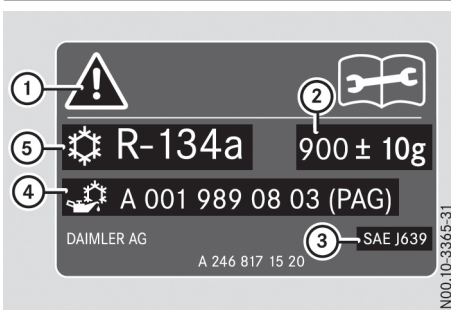 1
2
5 R-134a 900 ± 10g
4 A 001 989 08 03 (PAG)
DAIMLER AG 3 SAE J639
A 246 817 15 20
N00.10-3365-31